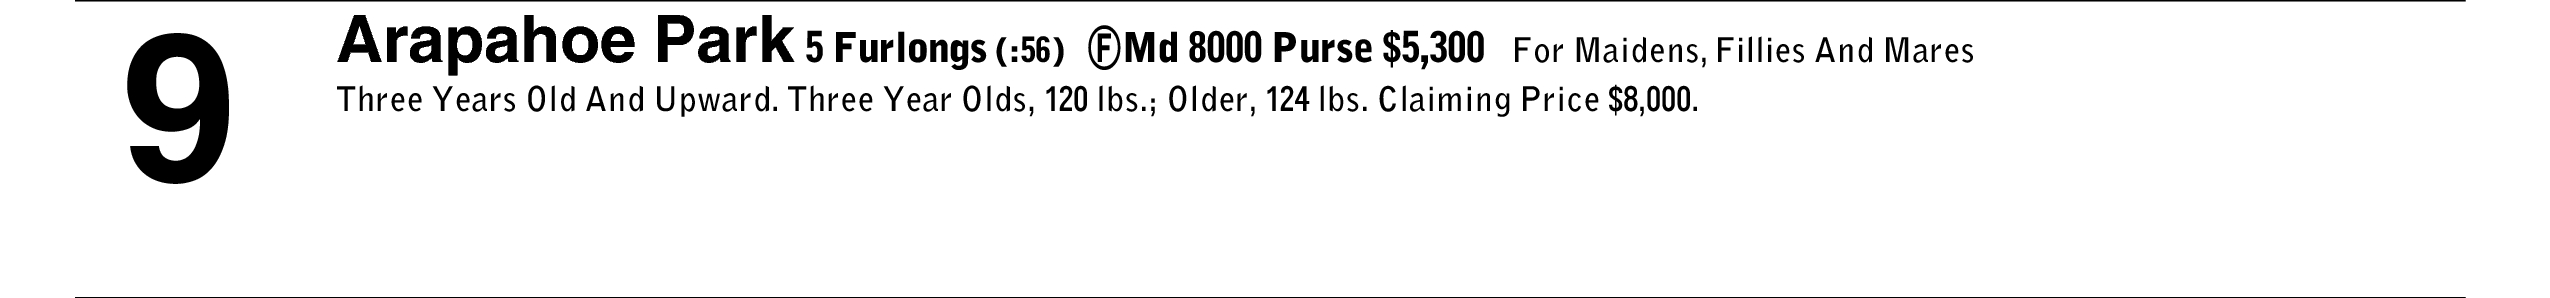 9
Arapahoe Park 5 Furlongs (:56) ⒻMd 8000 Purse $5,300 For Maidens, Fillies And Mares
Three Years Old And Upward. Three Year Olds, 120 lbs.; Older, 124 lbs. Claiming Price $8,000.